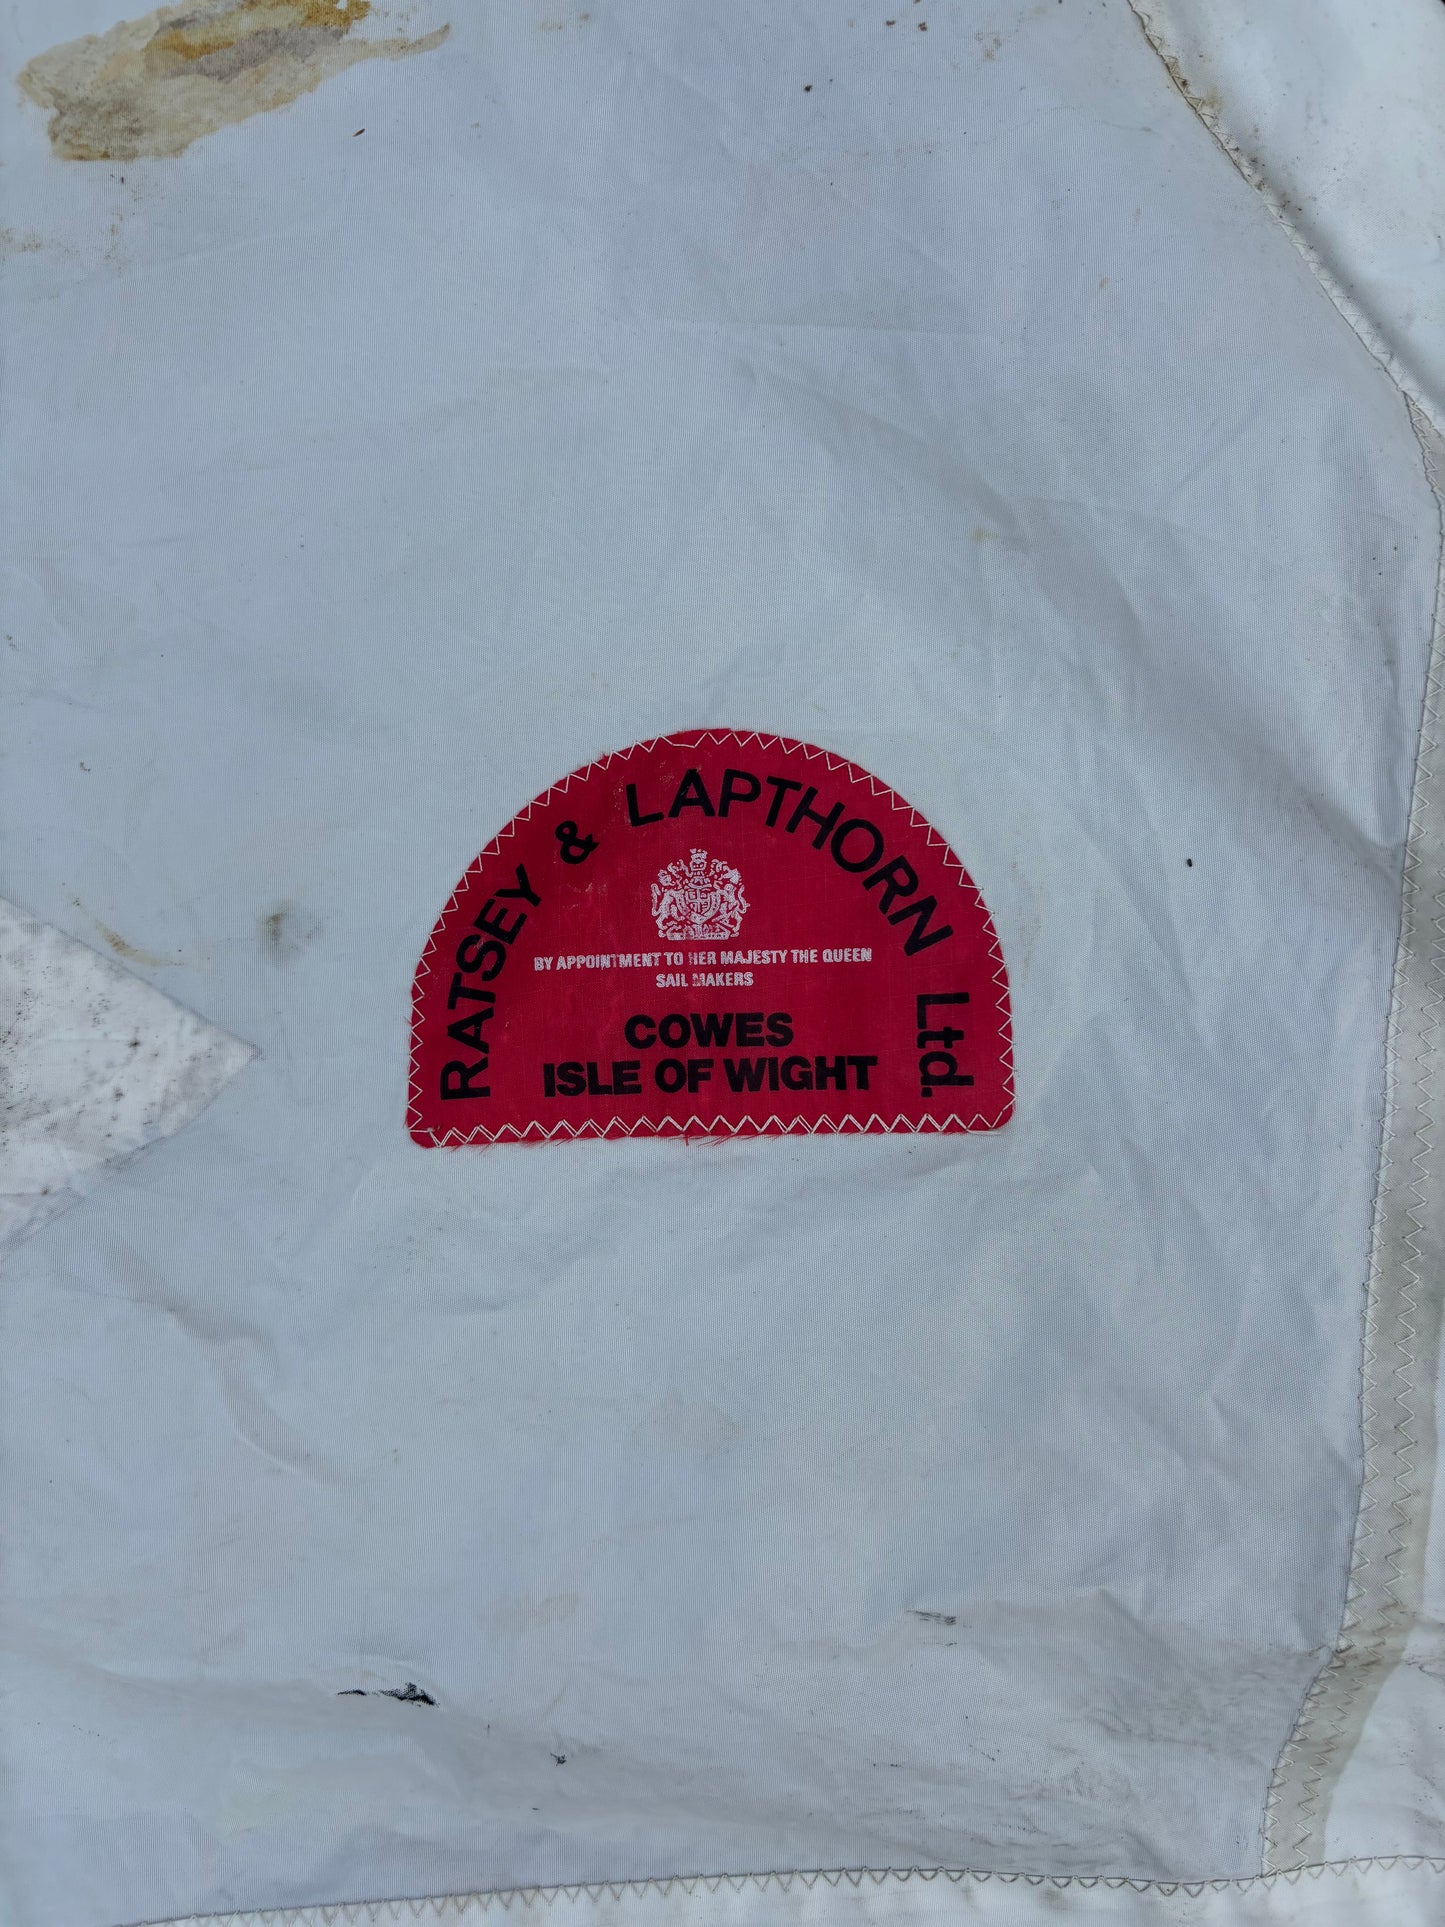 RATSEY & LAPTHORN Ltd.
BY APPOINTMENT TO HER MAJESTY THE QUEEN
SAIL MAKERS
COWES
ISLE OF WIGHT